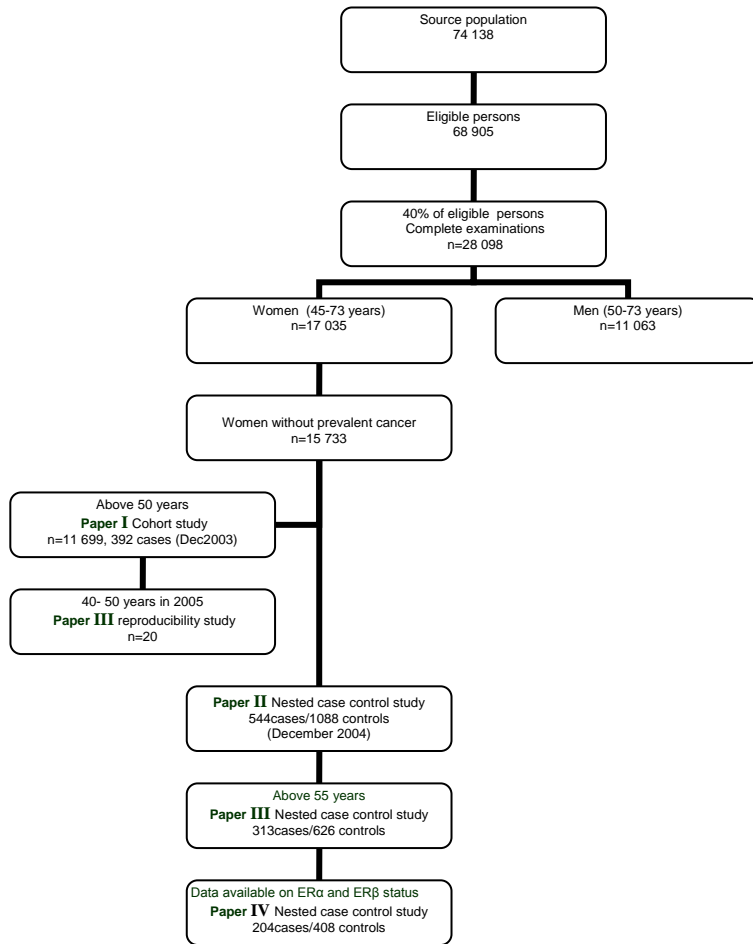 Source population
74 138
Eligible persons
68 905
40% of eligible persons
Complete examinations
n=28 098
Women (45-73 years)
n=17 035
Men (50-73 years)
n=11 063
Women without prevalent cancer
n=15 733
Above 50 years
Paper I Cohort study
n=11 699, 392 cases (Dec2003)
40- 50 years in 2005
Paper III reproducibility study
n=20
Paper II Nested case control study
544cases/1088 controls
(December 2004)
Above 55 years
Paper III Nested case control study
313cases/626 controls
Data available on ERα and ERβ status
Paper IV Nested case control study
204cases/408 controls